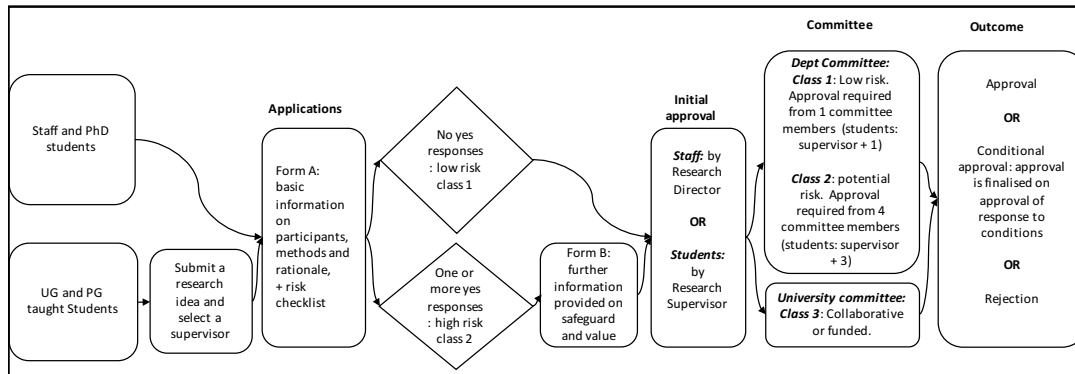 Staff and PhD
students
UG and PG
taught Students
Submit a
research
idea and
select a
supervisor
Applications
Form A:
basic
information
on
participants,
methods and
rationale,
+ risk
checklist
No yes
responses
: low risk
class 1
One or
more yes
responses
: high risk
class 2
Form B:
further
information
provided on
safeguard
and value
Initial
approval
Staff: by
Research
Director
OR
Students:
by
Research
Supervisor
Committee
Dept Committee:
Class 1: Low risk.
Approval required
from 1 committee
members (students:
supervisor + 1)
Class 2: potential
risk. Approval
required from 4
committee members
(students: supervisor
+ 3)
University committee:
Class 3: Collaborative
or funded.
Outcome
Approval
OR
Conditional
approval: approval
is finalised on
approval of
response to
conditions
OR
Rejection